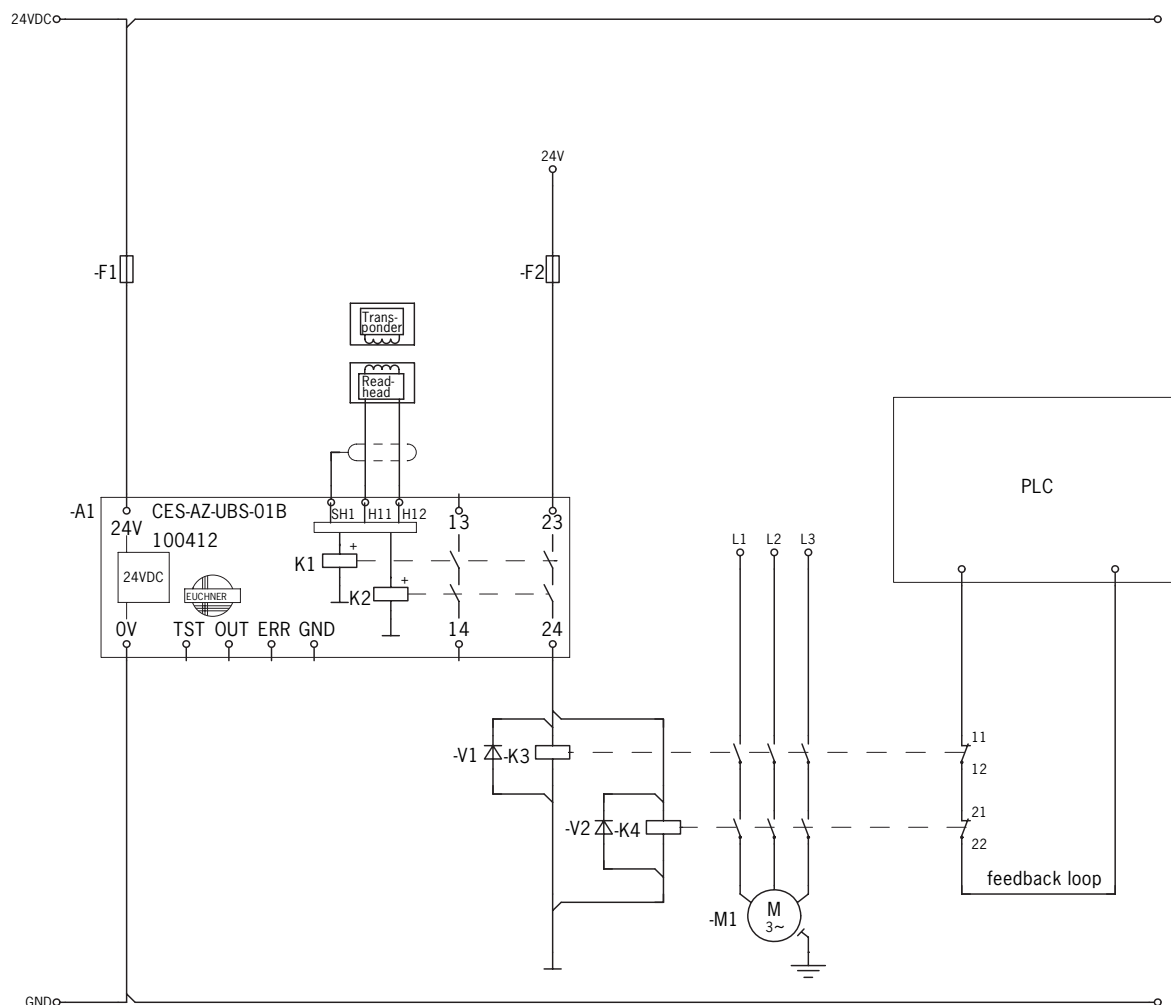 24VDC
24V
-F1
-F2
Trans-
ponder
Read-
head
PLC
-A1
24V
CES-AZ-UBS-01B
100412
SH1
H11
H12
13
23
L1
L2
L3
24VDC
EUCHNER
K1
+
K2
+
0V
TST
OUT
ERR
GND
14
24
-V1
-K3
11
12
-V2
-K4
21
22
feedback loop
-M1
M
3~
GND